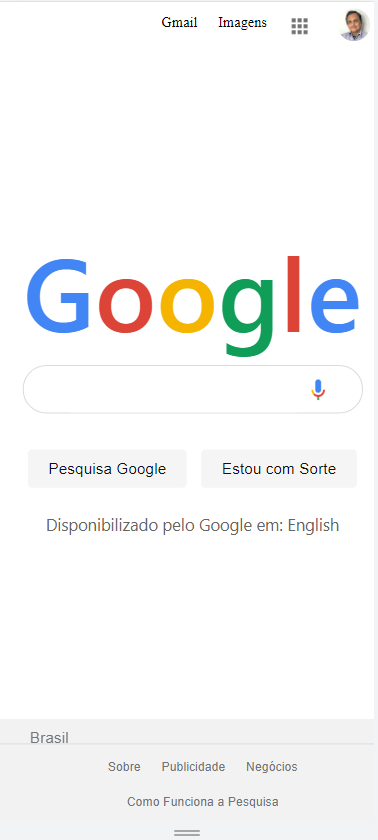 Gmail Imagens
Google
Pesquisa Google Estou com Sorte
Disponibilizado pelo Google em: English
Brasil
Sobre Publicidade Negócios
Como Funciona a Pesquisa